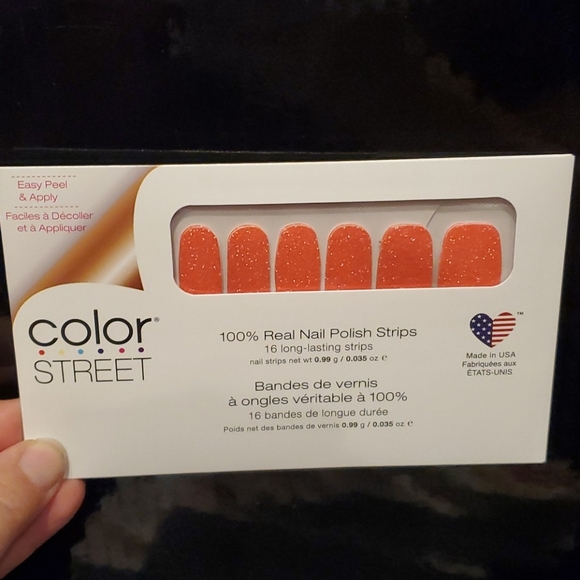 Easy Peel
& Apply
Faciles à Décoller
et à Appliquer
color®
STREET
100% Real Nail Polish Strips
16 long-lasting strips
nail strips net wt 0.99 g / 0.035 oz ℮
Bandes de vernis
à ongles véritable à 100%
16 bandes de longue durée
Poids net des bandes de vernis 0.99 g / 0.035 oz ℮
™
Made in USA
Fabriquées aux
ÉTATS-UNIS